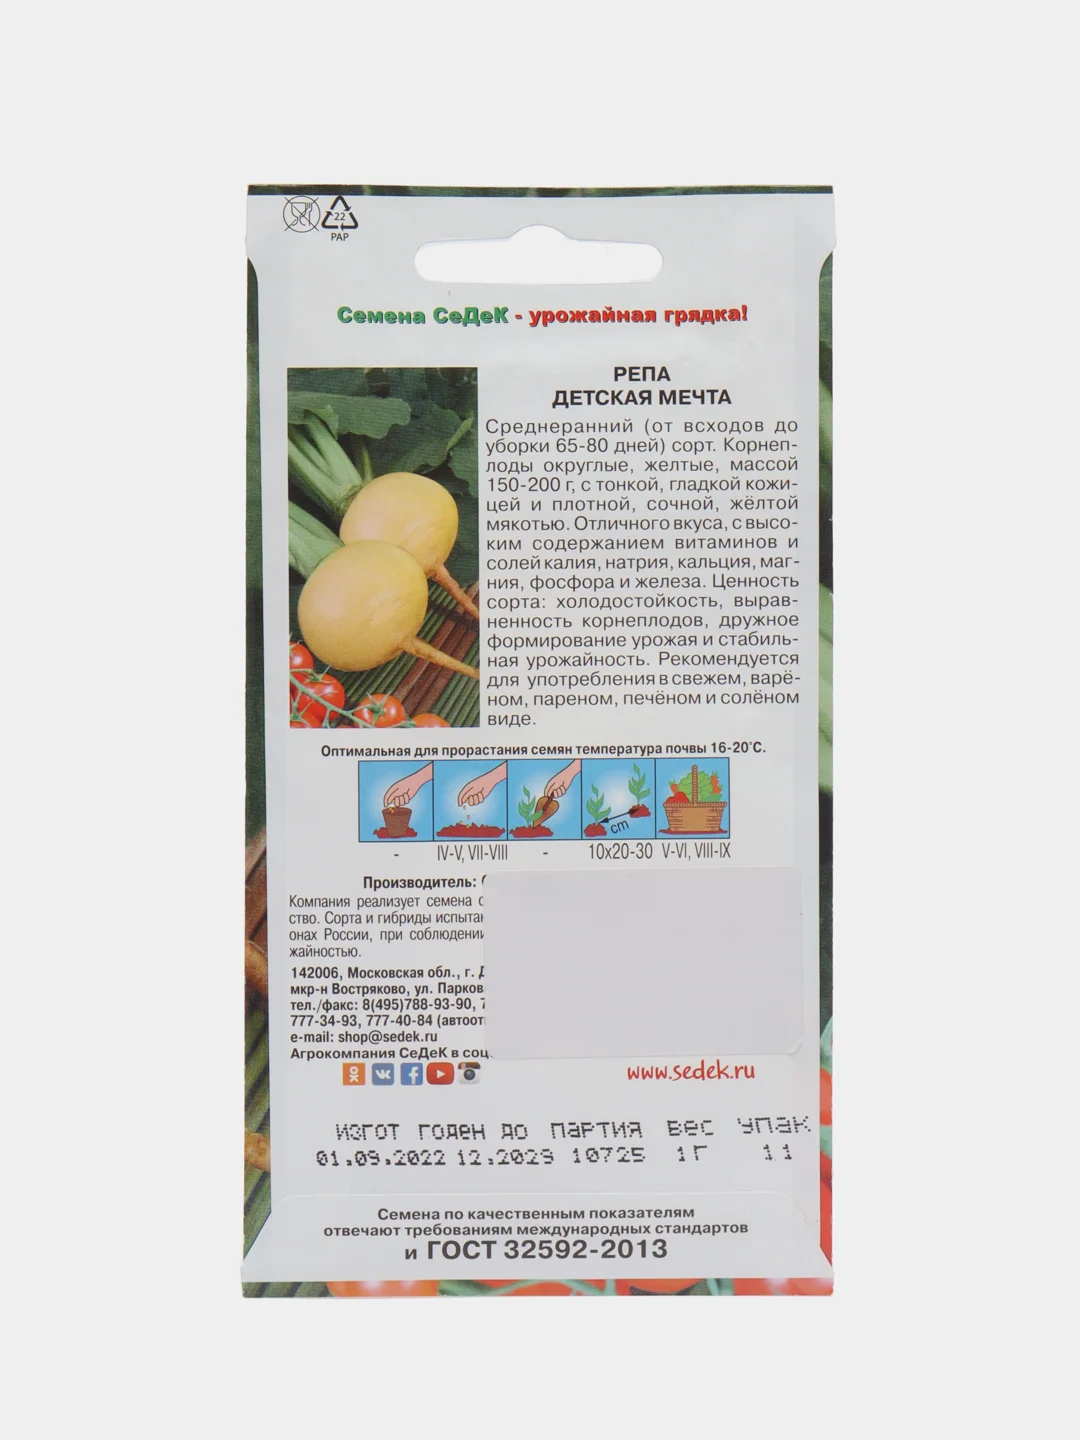 22
PAP
Семена СеДеК - урожайная грядка!
РЕПА
ДЕТСКАЯ МЕЧТА
Среднеранний (от всходов до
уборки 65-80 дней) сорт. Корнеп-
лоды округлые, желтые, массой
150-200 г, с тонкой, гладкой кожи-
цей и плотной, сочной, жёлтой
мякотью. Отличного вкуса, с высо-
ким содержанием витаминов и
солей калия, натрия, кальция, маг-
ния, фосфора и железа. Ценность
сорта: холодостойкость, вырав-
ненность корнеплодов, дружное
формирование урожая и стабиль-
ная урожайность. Рекомендуется
для употребления в свежем, варё-
ном, пареном, печёном и солёном
виде.
Оптимальная для прорастания семян температура почвы 16-20°С.
cm
- IV-V, VII-VIII - 10x20-30 V-VI, VIII-IX
Производитель:
Компания реализует семена
ство. Сорта и гибриды
онах России, при
жайностью.
142006, Московская обл., г.
мкр-н Востряково, ул.
тел./факс: 8(495)788-93-90,
777-34-93, 777-40-84
e-mail: shop@sedek.ru
Агрокомпания СеДеК в
www.sedek.ru
ИЗГОТ ГОДЕН ДО ПАРТИЯ ВЕС УПАК
01.09.2022 12.2029 10725 1Г 11
Семена по качественным показателям
отвечают требованиям международных стандартов
и ГОСТ 32592-2013